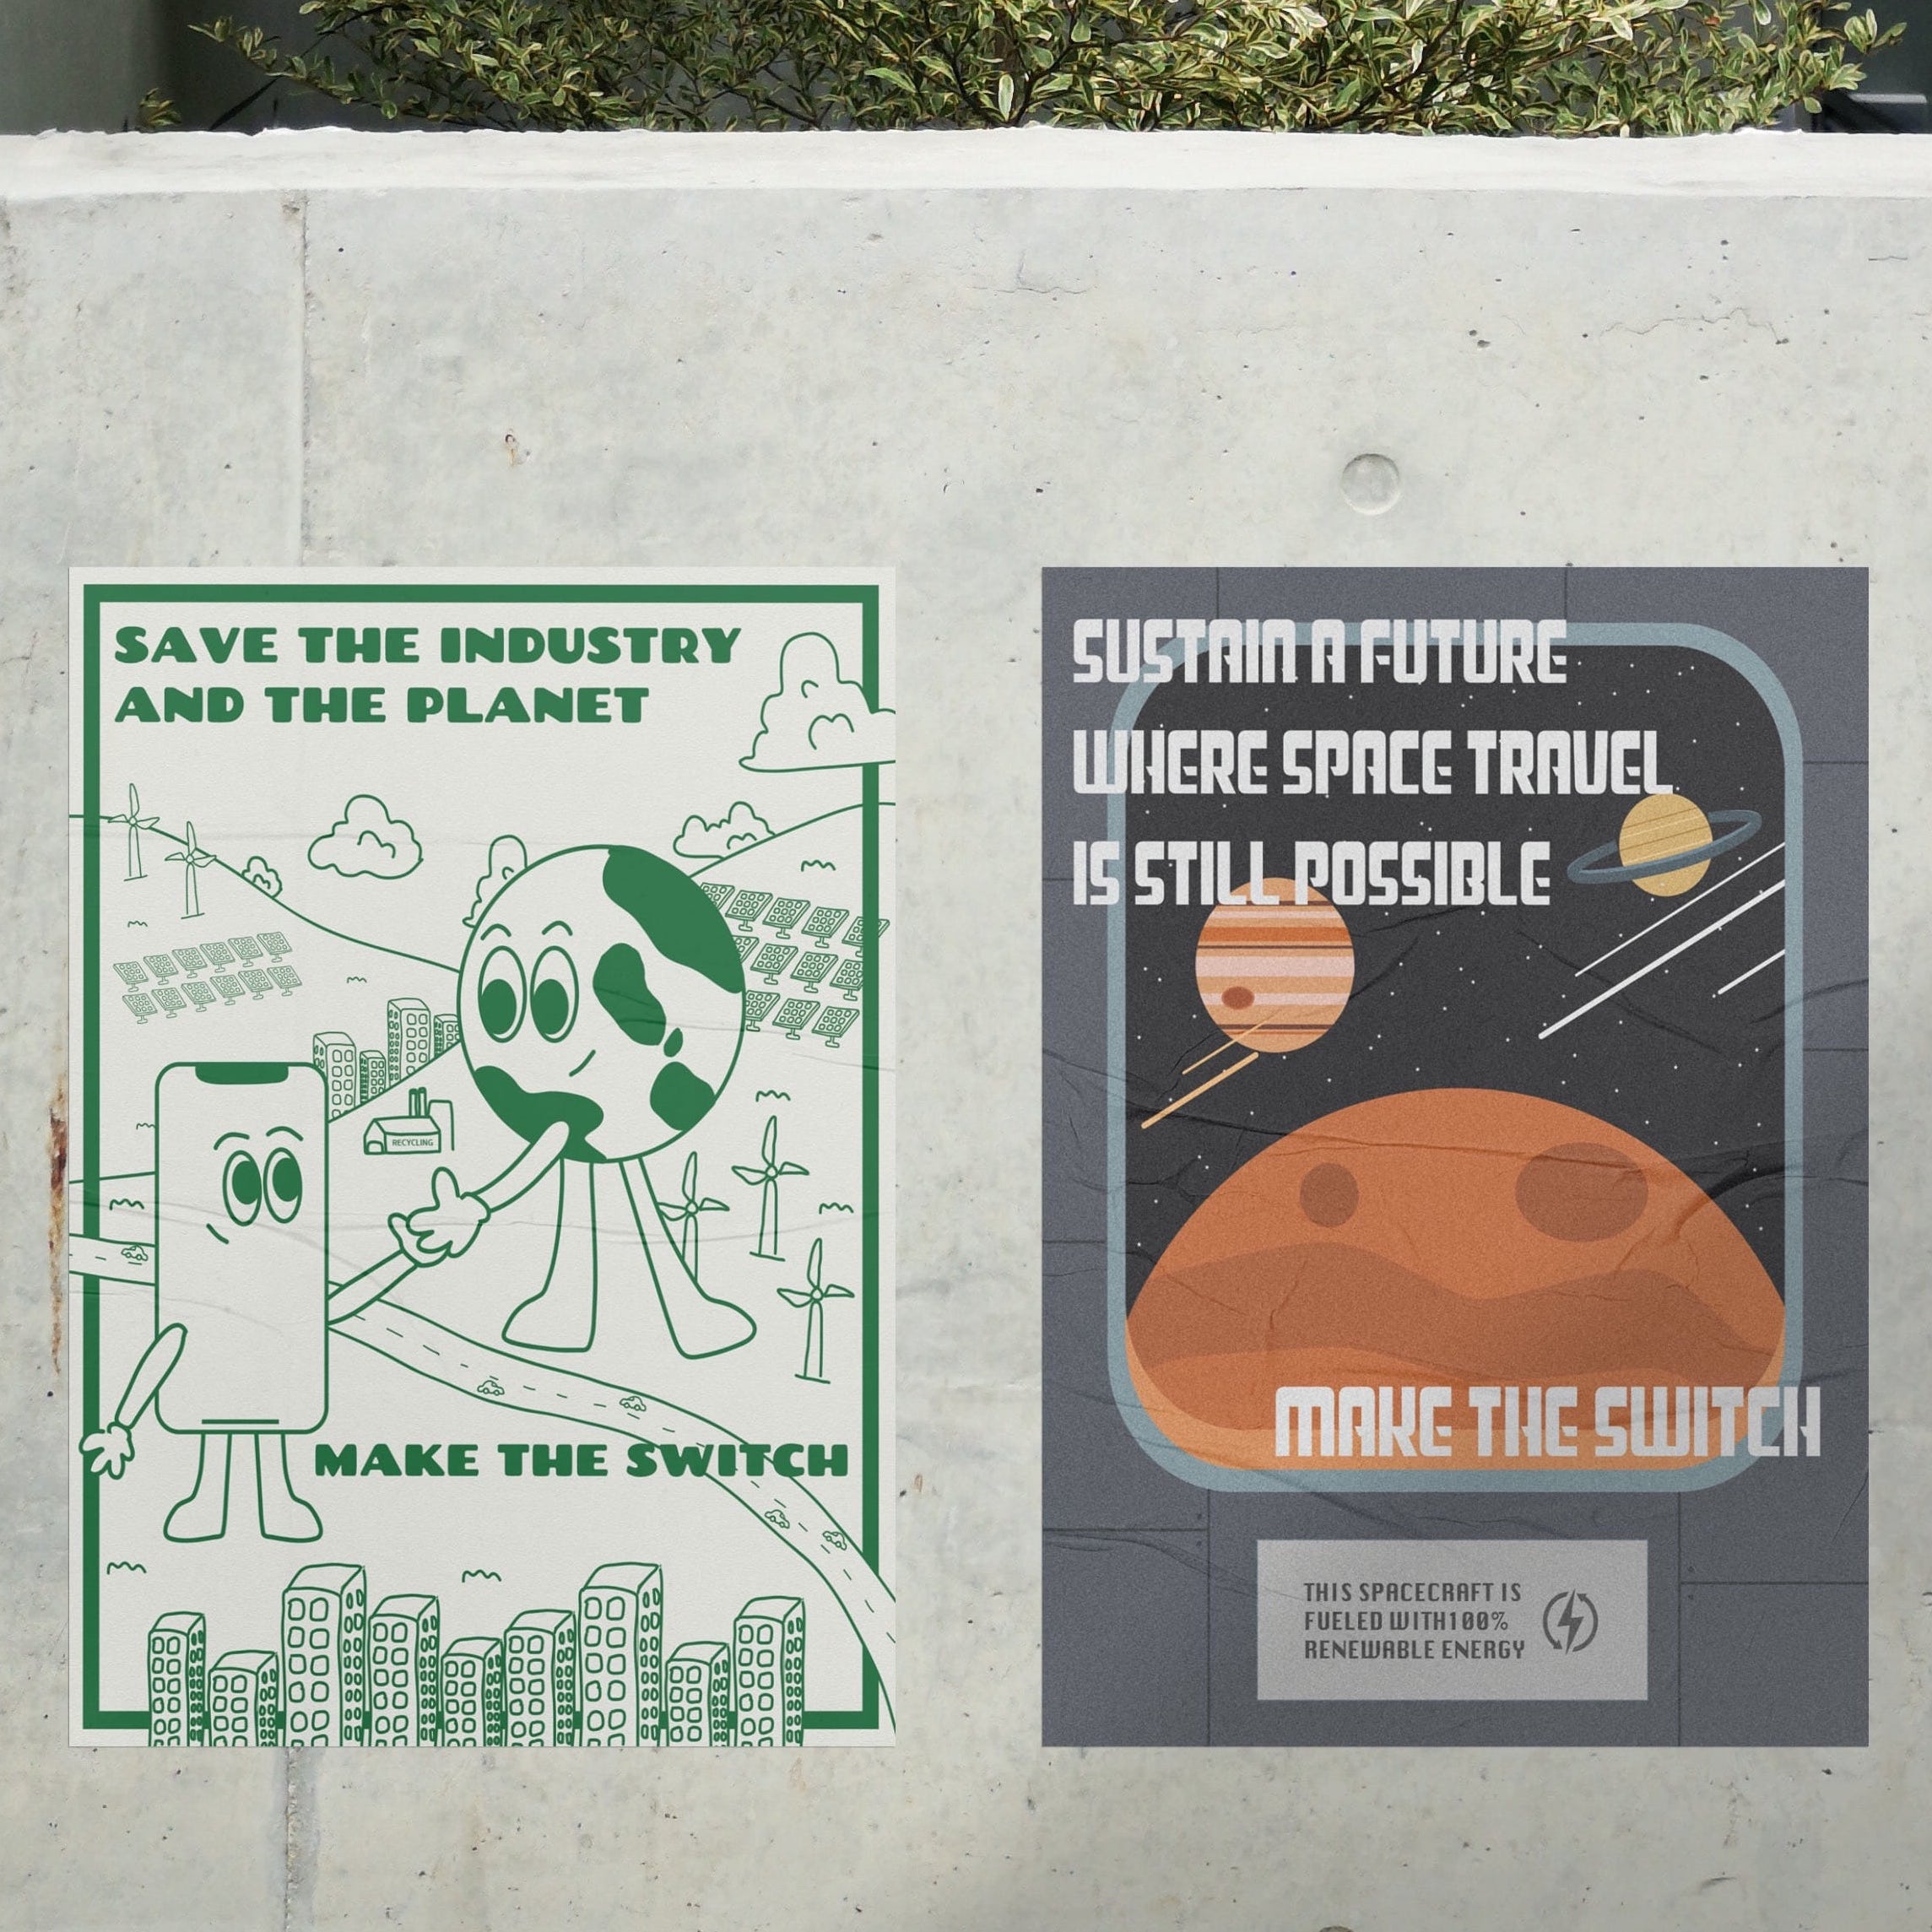 SAVE THE INDUSTRY
AND THE PLANET
RECYCLING
MAKE THE SWITCH
SUSTAIN A FUTURE
WHERE SPACE TRAVEL
IS STILL POSSIBLE
MAKE THE SWITCH
THIS SPACECRAFT IS
FUELED WITH100%
RENEWABLE ENERGY